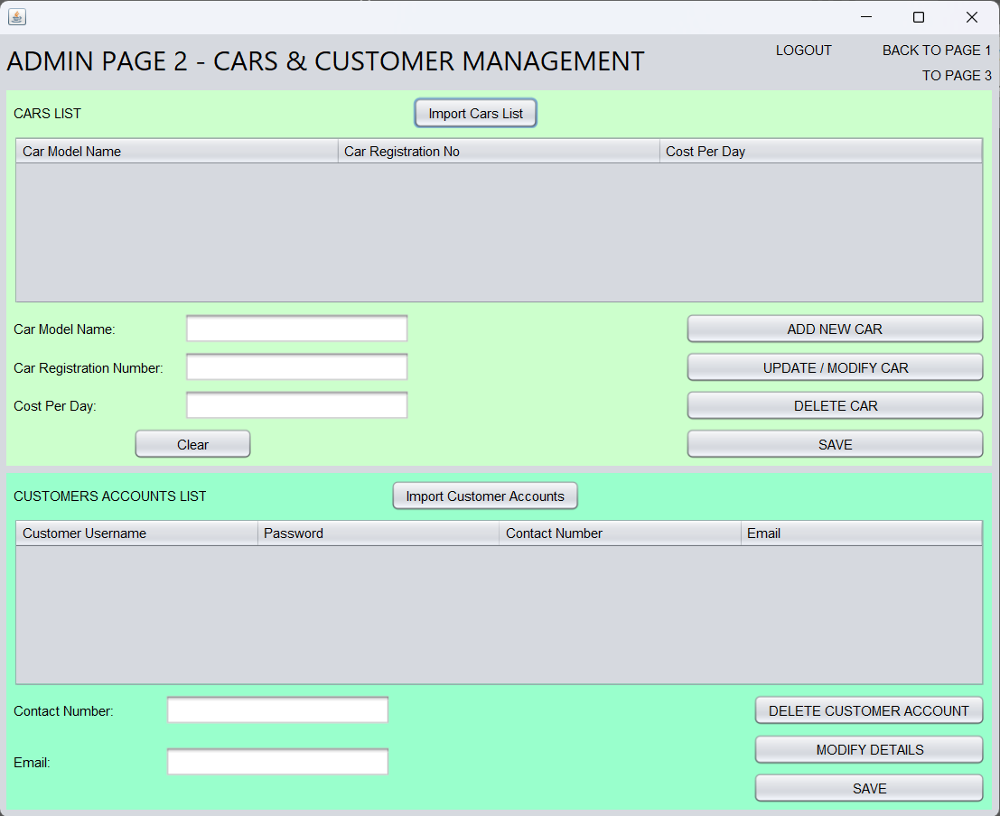 ADMIN PAGE 2 - CARS & CUSTOMER MANAGEMENT
LOGOUT
BACK TO PAGE 1
TO PAGE 3
CARS LIST
Import Cars List
Car Model Name
Car Registration No
Cost Per Day
Car Model Name:
ADD NEW CAR
Car Registration Number:
UPDATE / MODIFY CAR
Cost Per Day:
DELETE CAR
Clear
SAVE
CUSTOMERS ACCOUNTS LIST
Import Customer Accounts
Customer Username
Password
Contact Number
Email
Contact Number:
DELETE CUSTOMER ACCOUNT
MODIFY DETAILS
Email:
SAVE